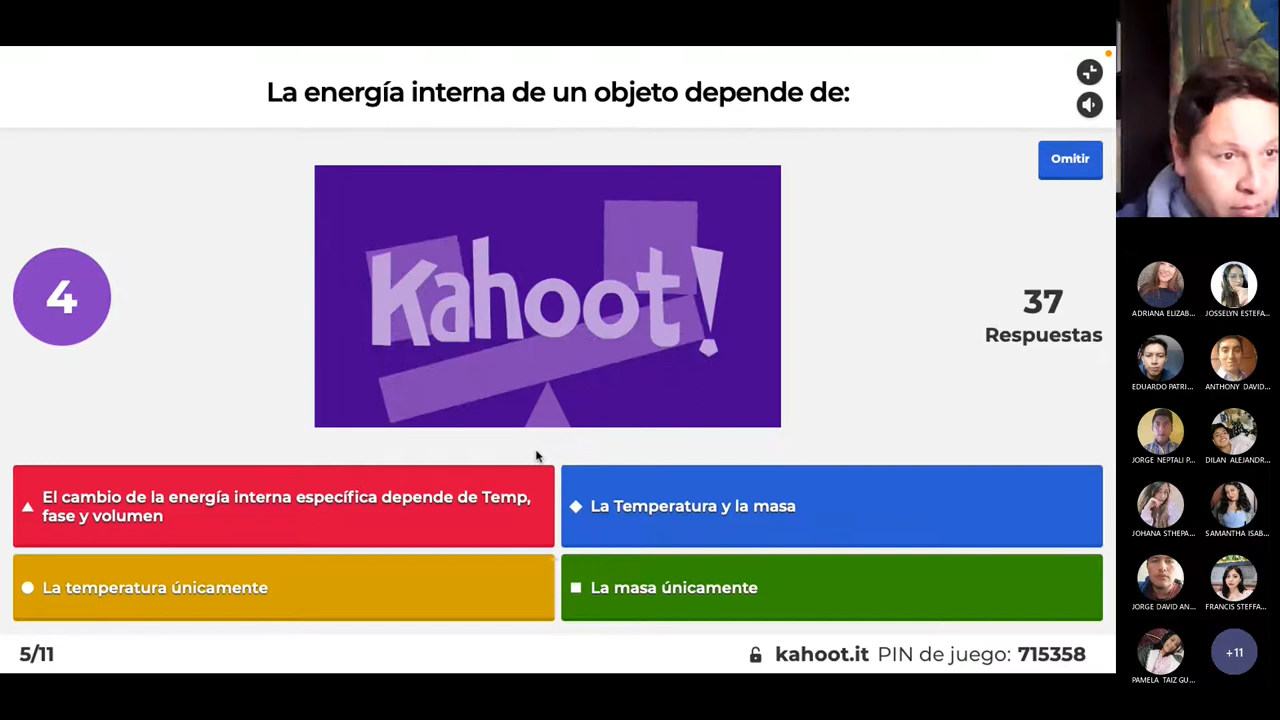 La energía interna de un objeto depende de:
Omitir
Kahoot!
4
37
Respuestas
El cambio de la energía interna específica depende de Temp,
fase y volumen
La Temperatura y la masa
La temperatura únicamente
La masa únicamente
5/11
kahoot.it PIN de juego: 715358
ADRIANA ELIZAB...
JOSSELYN ESTEFA...
EDUARDO PATRI...
ANTHONY DAVID...
JORGE NEPTALI P...
DILAN ALEJANDR...
JOHANA STHEPA...
SAMANTHA ISAB...
JORGE DAVID AN...
FRANCIS STEFFA...
PAMELA TAIZ GU...
+11